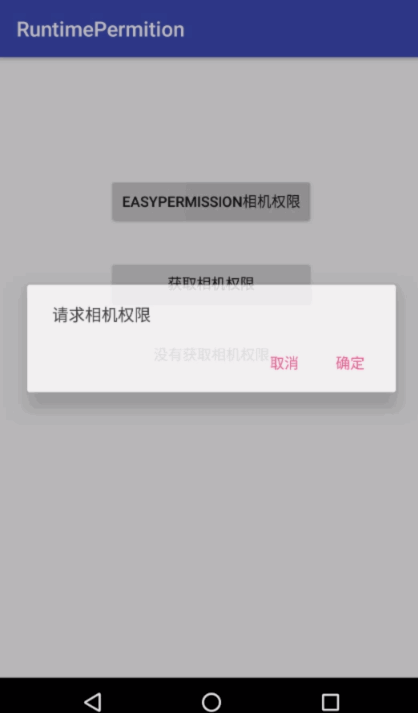 RuntimePermition
EASYPERMISSION相机权限
获取相机权限
请求相机权限
没有获取相机权限
取消
确定